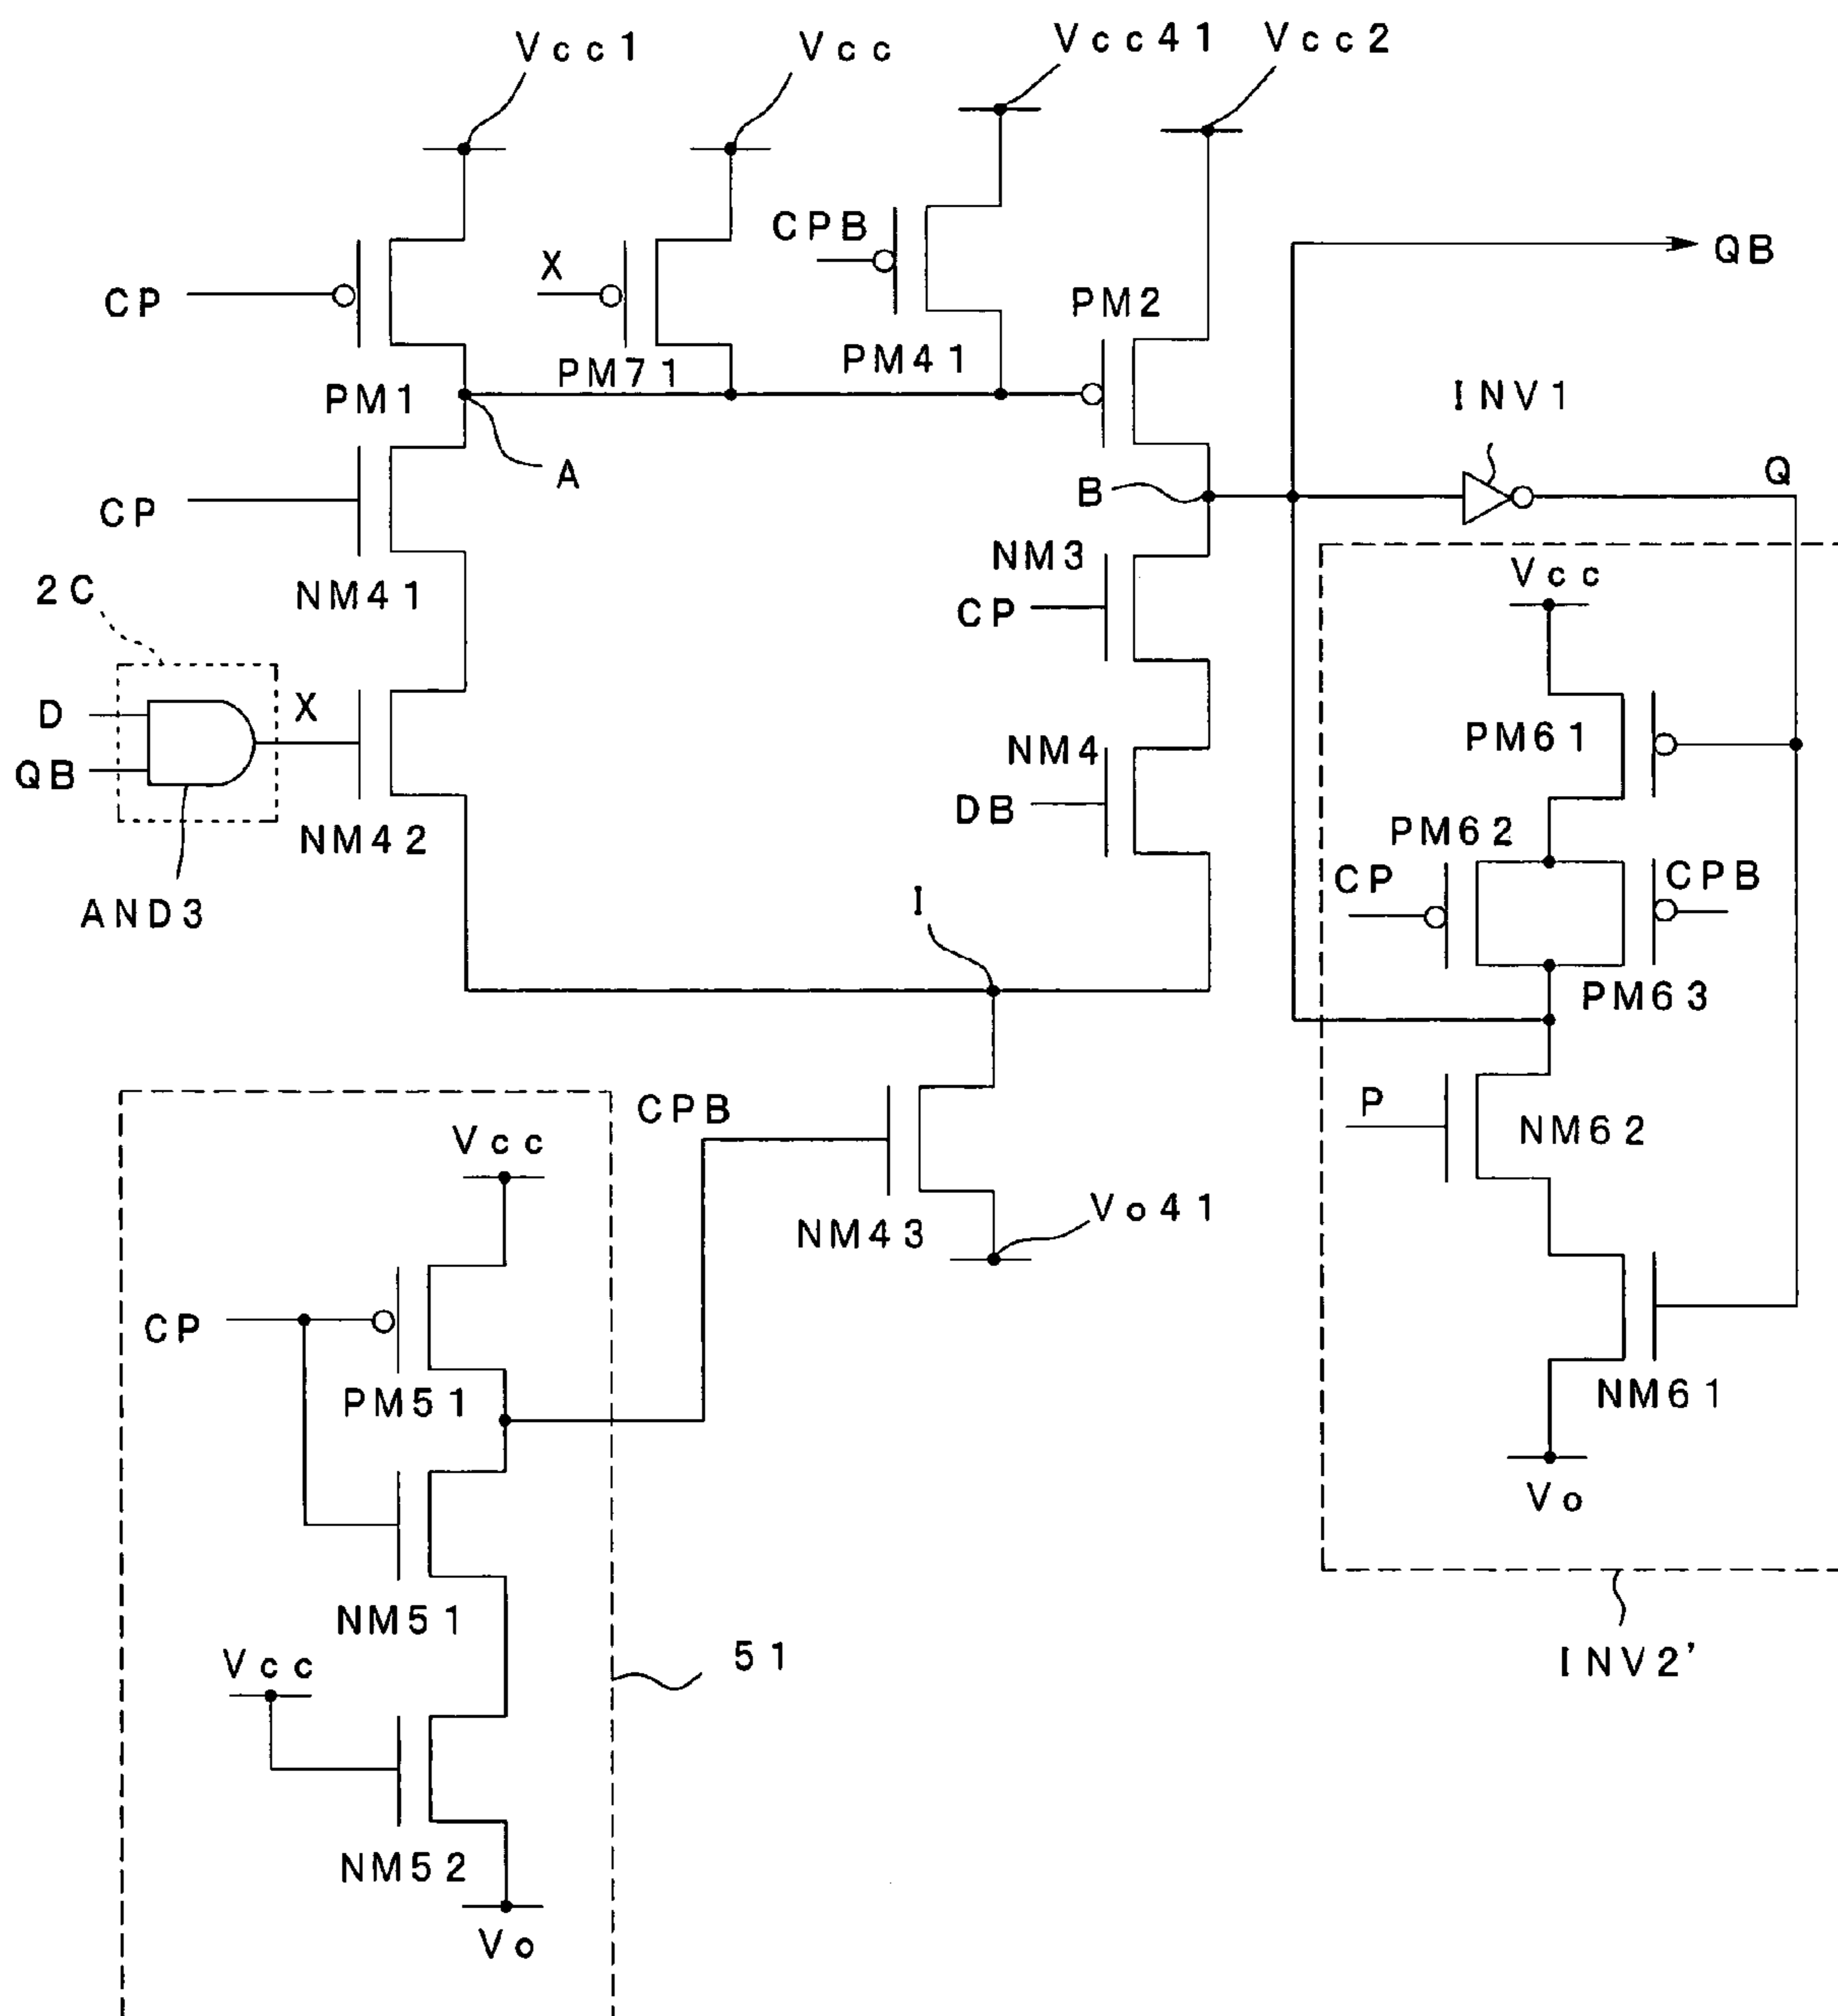 Vcc1
Vcc
Vcc41
Vcc2
CPB
X
QB
CP
PM2
PM71
PM41
PM1
INV1
A
Q
B
CP
NM3
Vcc
2C
NM41
CP
D
X
QB
NM42
AND3
NM4
DB
PM61
PM62
CP
CPB
PM63
I
CPB
P
NM62
Vcc
Vo41
NM43
CP
PM51
NM61
Vo
NM51
51
INV2'
Vcc
NM52
Vo